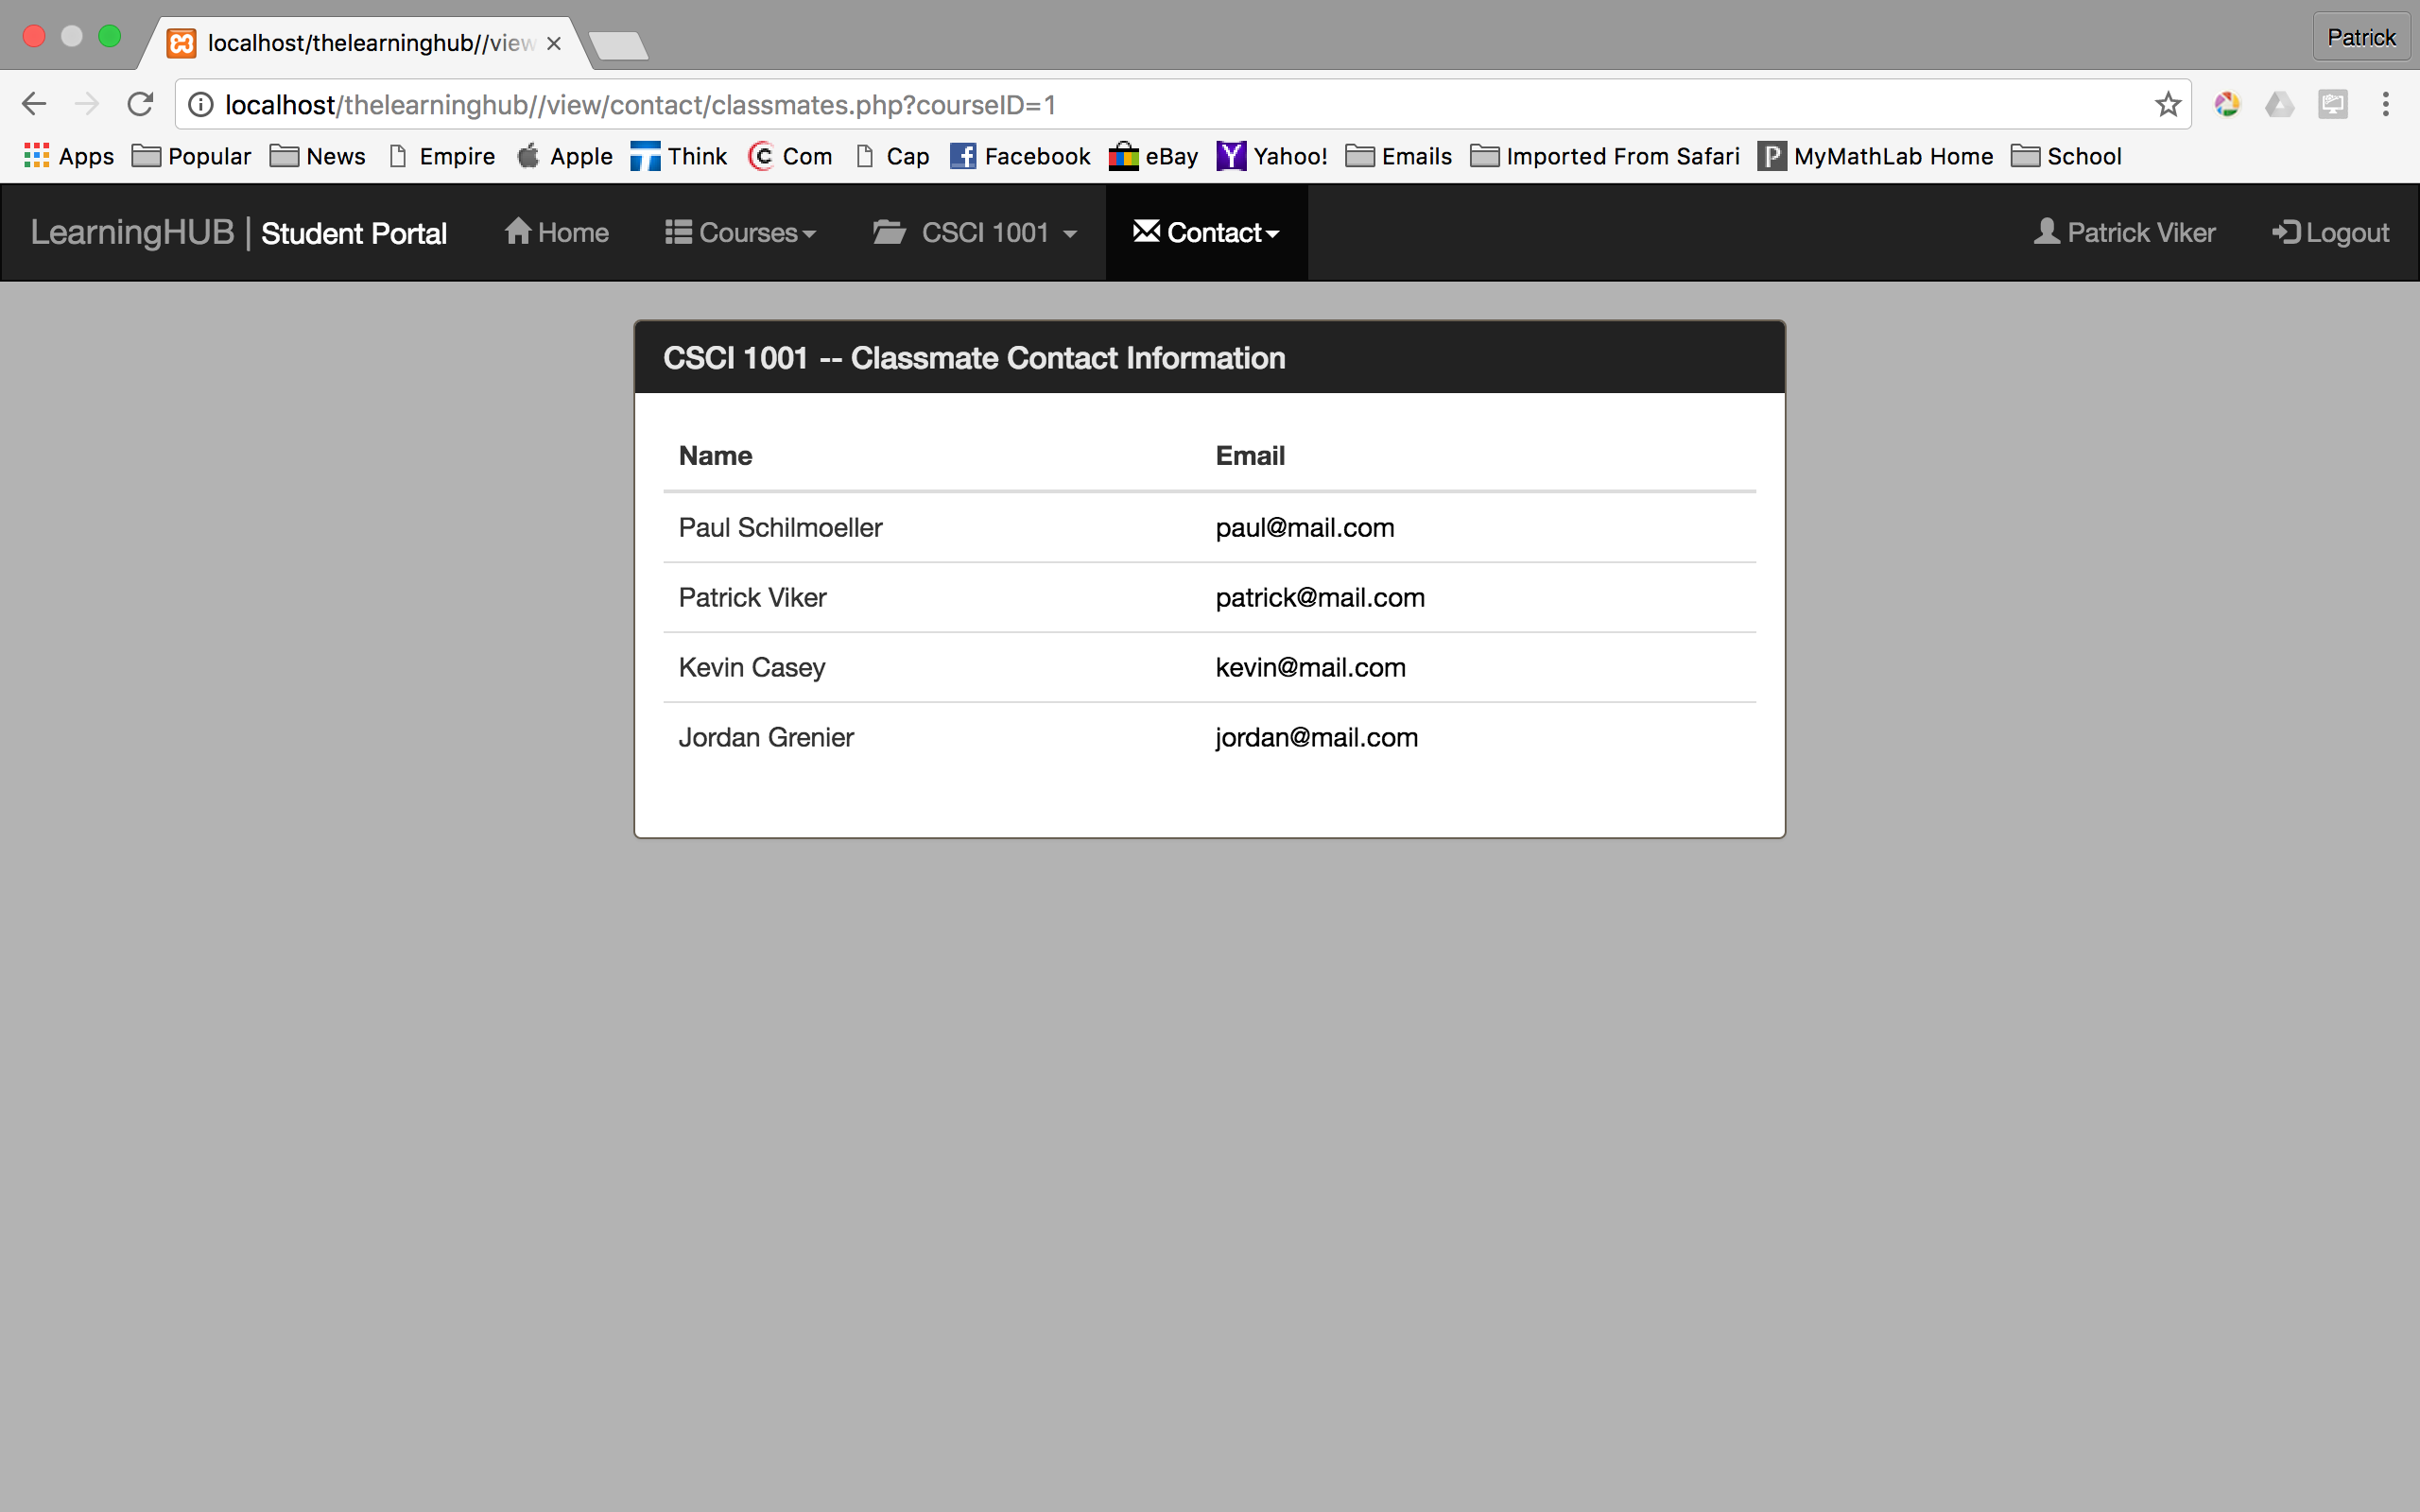 localhost/thelearninghub//view
Patrick
localhost/thelearninghub//view/contact/classmates.php?courseID=1
Apps Popular News Empire Apple Think Com Cap Facebook eBay Yahoo! Emails Imported From Safari MyMathLab Home School
LearningHUB | Student Portal Home Courses CSCI 1001 Contact Patrick Viker Logout
CSCI 1001 -- Classmate Contact Information
Name Email
Paul Schilmoeller paul@mail.com
Patrick Viker patrick@mail.com
Kevin Casey kevin@mail.com
Jordan Grenier jordan@mail.com